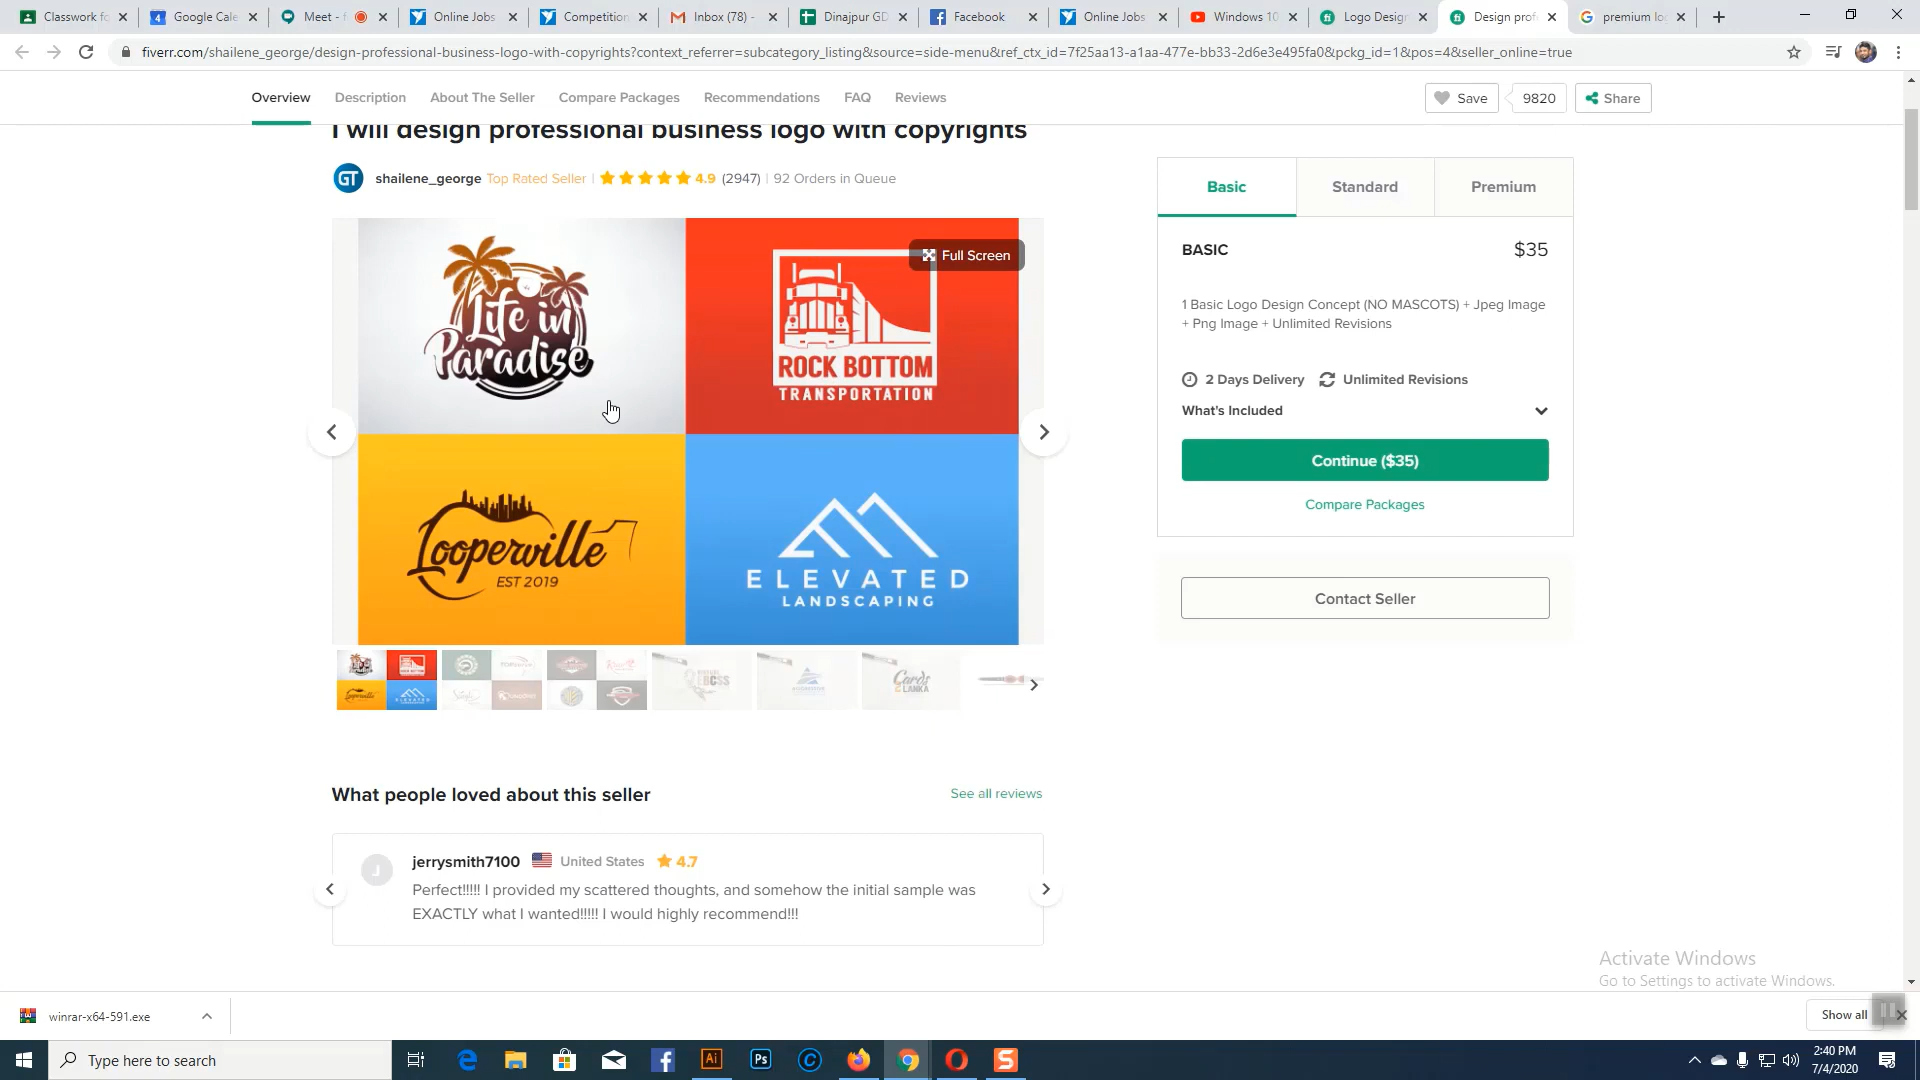 Classwork fo
Google Cale
Meet - f
Online Jobs
Competition
Inbox (78) -
Dinajpur GD
Facebook
Online Jobs
Windows 10
Logo Design
Design prof
premium lo
fiverr.com/shailene_george/design-professional-business-logo-with-copyrights?context_referrer=subcategory_listing&source=side-menu&ref_ctx_id=7f25aa13-a1aa-477e-bb33-2d6e3e495fa0&pckg_id=1&pos=4&seller_online=true
Overview
Description
About The Seller
Compare Packages
Recommendations
FAQ
Reviews
Save
9820
Share
I will design professional business logo with copyrights
GT
shailene_george Top Rated Seller | 4.9 (2947) | 92 Orders in Queue
Full Screen
Life in
Paradise
ROCK BOTTOM
TRANSPORTATION
Looperville
EST 2019
ELEVATED
LANDSCAPING
Basic
Standard
Premium
BASIC
$35
1 Basic Logo Design Concept (NO MASCOTS) + Jpeg Image
+ Png Image + Unlimited Revisions
2 Days Delivery
Unlimited Revisions
What's Included
Continue ($35)
Compare Packages
Contact Seller
What people loved about this seller
See all reviews
J
jerrysmith7100
United States
4.7
Perfect!!!!! I provided my scattered thoughts, and somehow the initial sample was
EXACTLY what I wanted!!!!! I would highly recommend!!!
Activate Windows
Go to Settings to activate Windows.
winrar-x64-591.exe
Show all
Type here to search
Ai
Ps
2:40 PM
7/4/2020